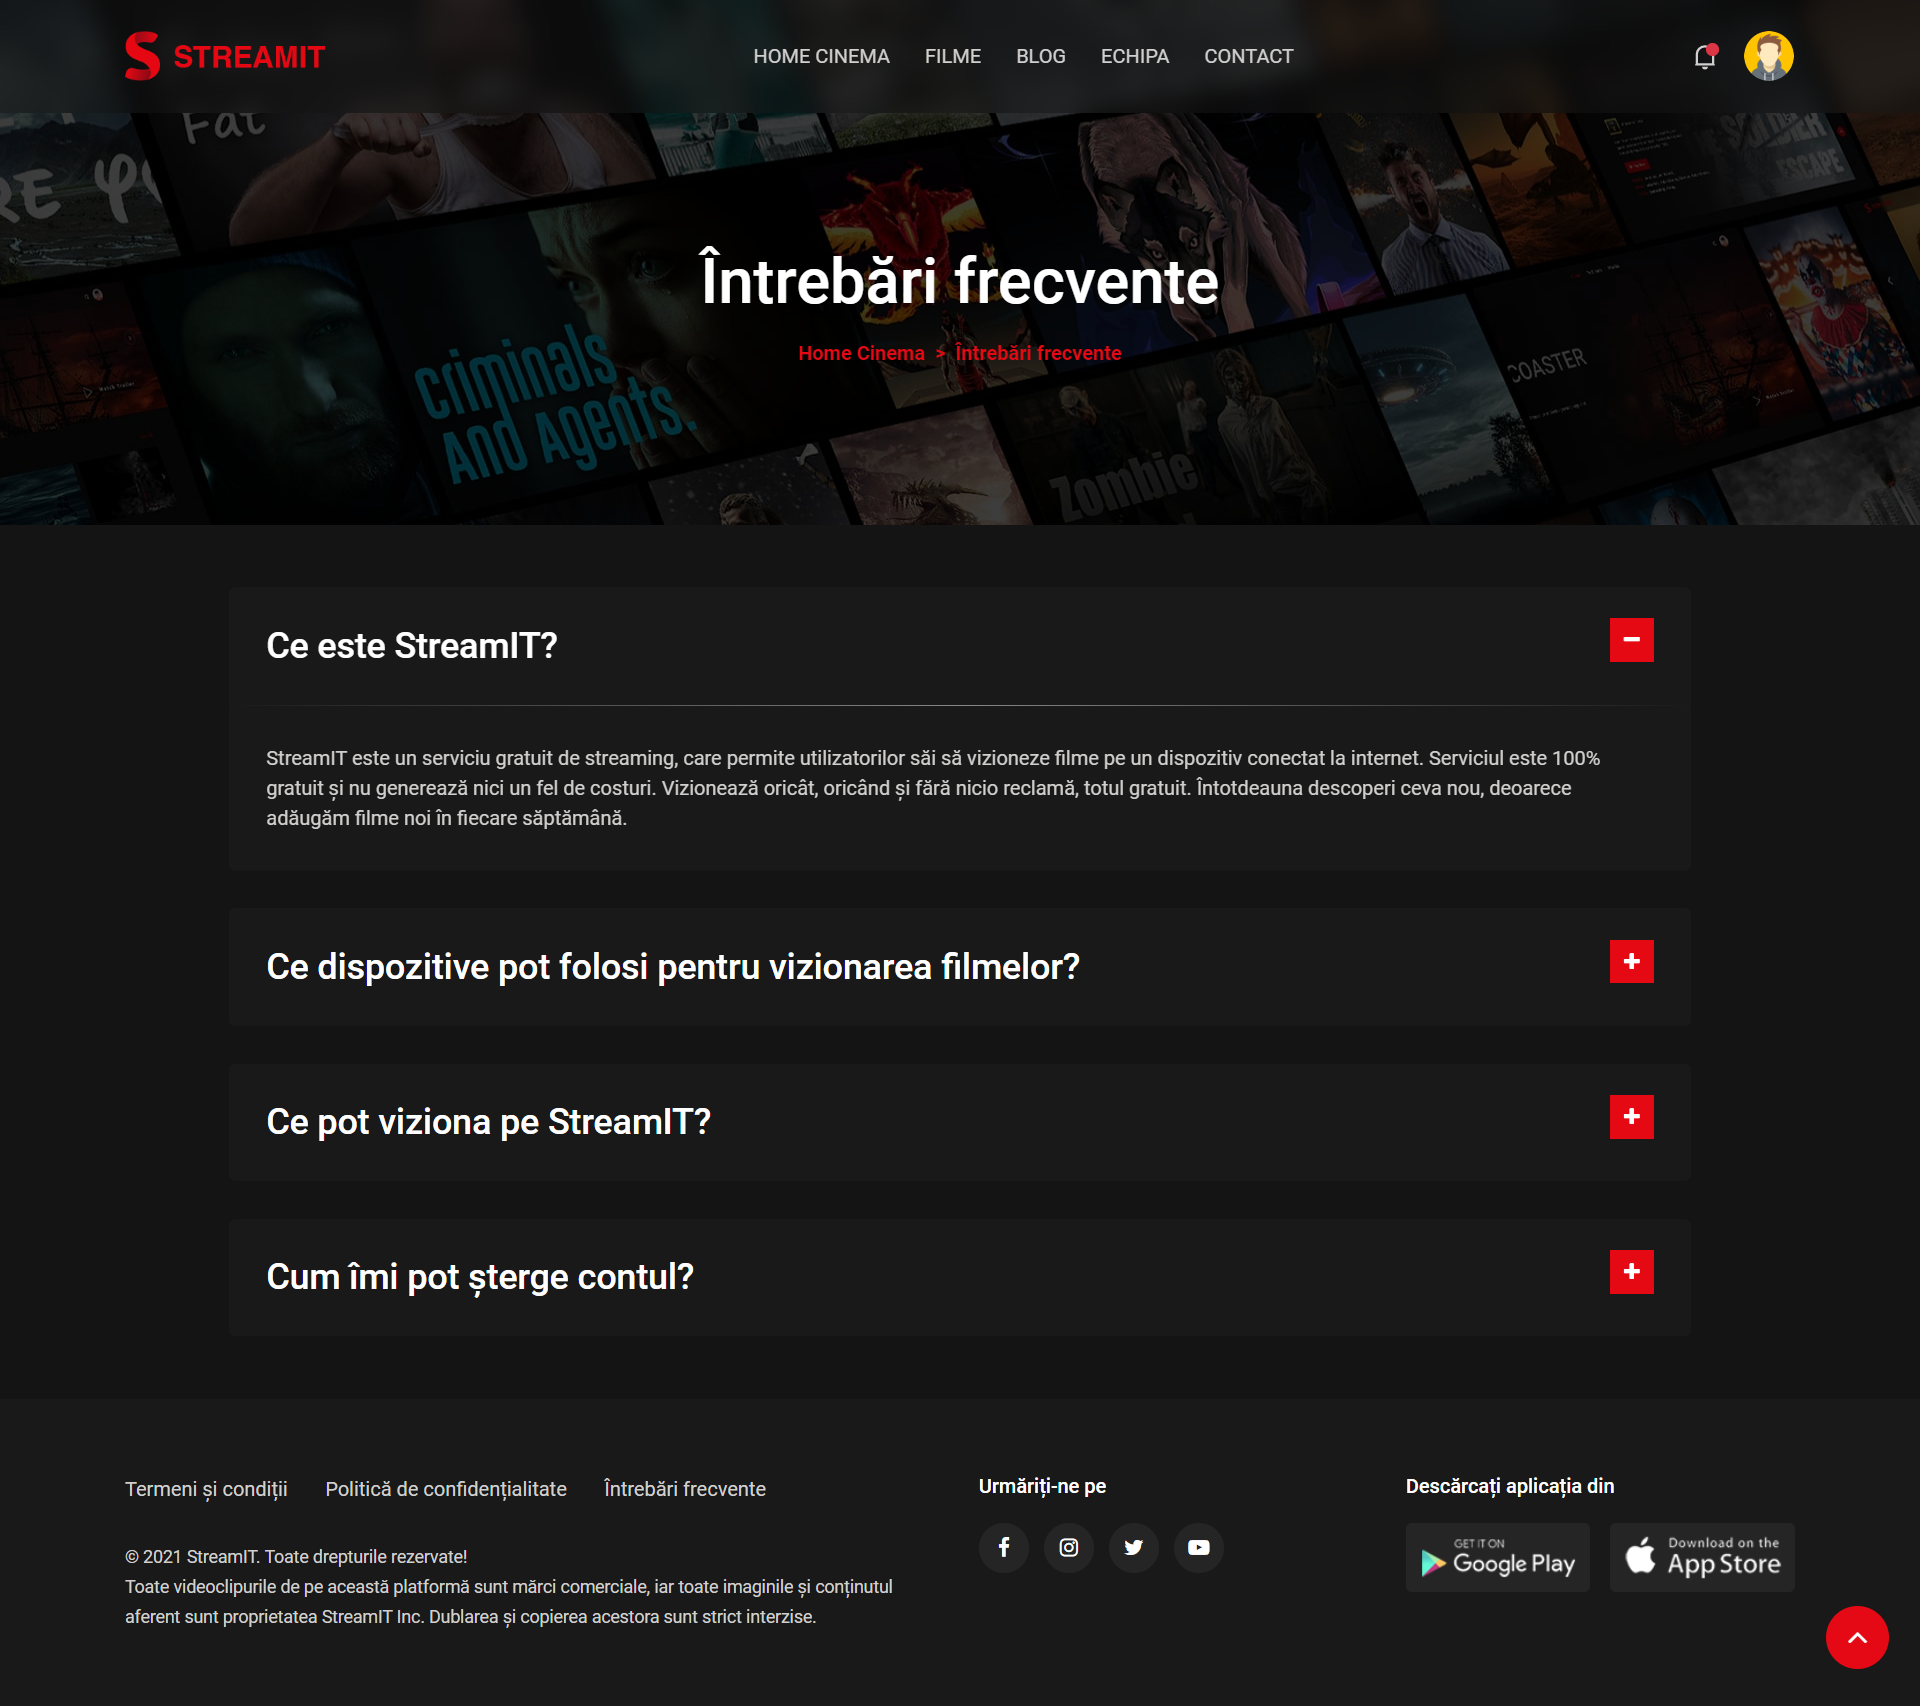 STREAMIT
HOME CINEMA
FILME
BLOG
ECHIPA
CONTACT
Fat
Întrebări frecvente
Home Cinema > Întrebări frecvente
Criminals
And Agents.
COASTER
ESCAPE
Zombie
Ce este StreamIT?
StreamIT este un serviciu gratuit de streaming, care permite utilizatorilor săi să vizioneze filme pe un dispozitiv conectat la internet. Serviciul este 100%
gratuit și nu generează nici un fel de costuri. Vizionează oricât, oricând și fără nicio reclamă, totul gratuit. Întotdeauna descoperi ceva nou, deoarece
adăugăm filme noi în fiecare săptămână.
Ce dispozitive pot folosi pentru vizionarea filmelor?
Ce pot viziona pe StreamIT?
Cum îmi pot șterge contul?
Termeni și condiții
Politică de confidențialitate
Întrebări frecvente
© 2021 StreamIT. Toate drepturile rezervate!
Toate videoclipurile de pe această platformă sunt mărci comerciale, iar toate imaginile și conținutul
aferent sunt proprietatea StreamIT Inc. Dublarea și copierea acestora sunt strict interzise.
Urmăriți-ne pe
Descărcați aplicația din
GET IT ON
Google Play
Download on the
App Store